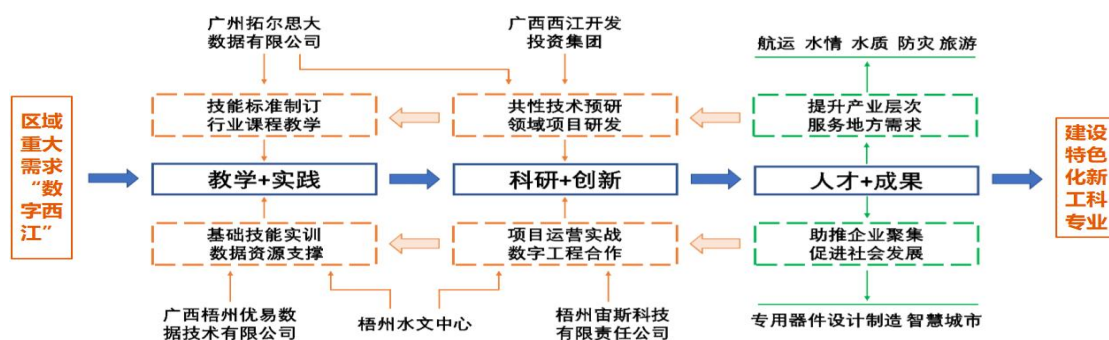 广州拓尔思大
数据有限公司
广西西江开发
投资集团
航运 水情 水质 防灾 旅游
技能标准制订
行业课程教学
共性技术预研
领域项目研发
提升产业层次
服务地方需求
区域
重大
需求
“数
字西
江”
教学+实践
科研+创新
人才+成果
建设
特色
化新
工科
专业
基础技能实训
数据资源支撑
项目运营实战
数字工程合作
助推企业聚集
促进社会发展
广西梧州优易数
据技术有限公司
梧州水文中心
梧州宙斯科技
有限责任公司
专用器件设计制造 智慧城市